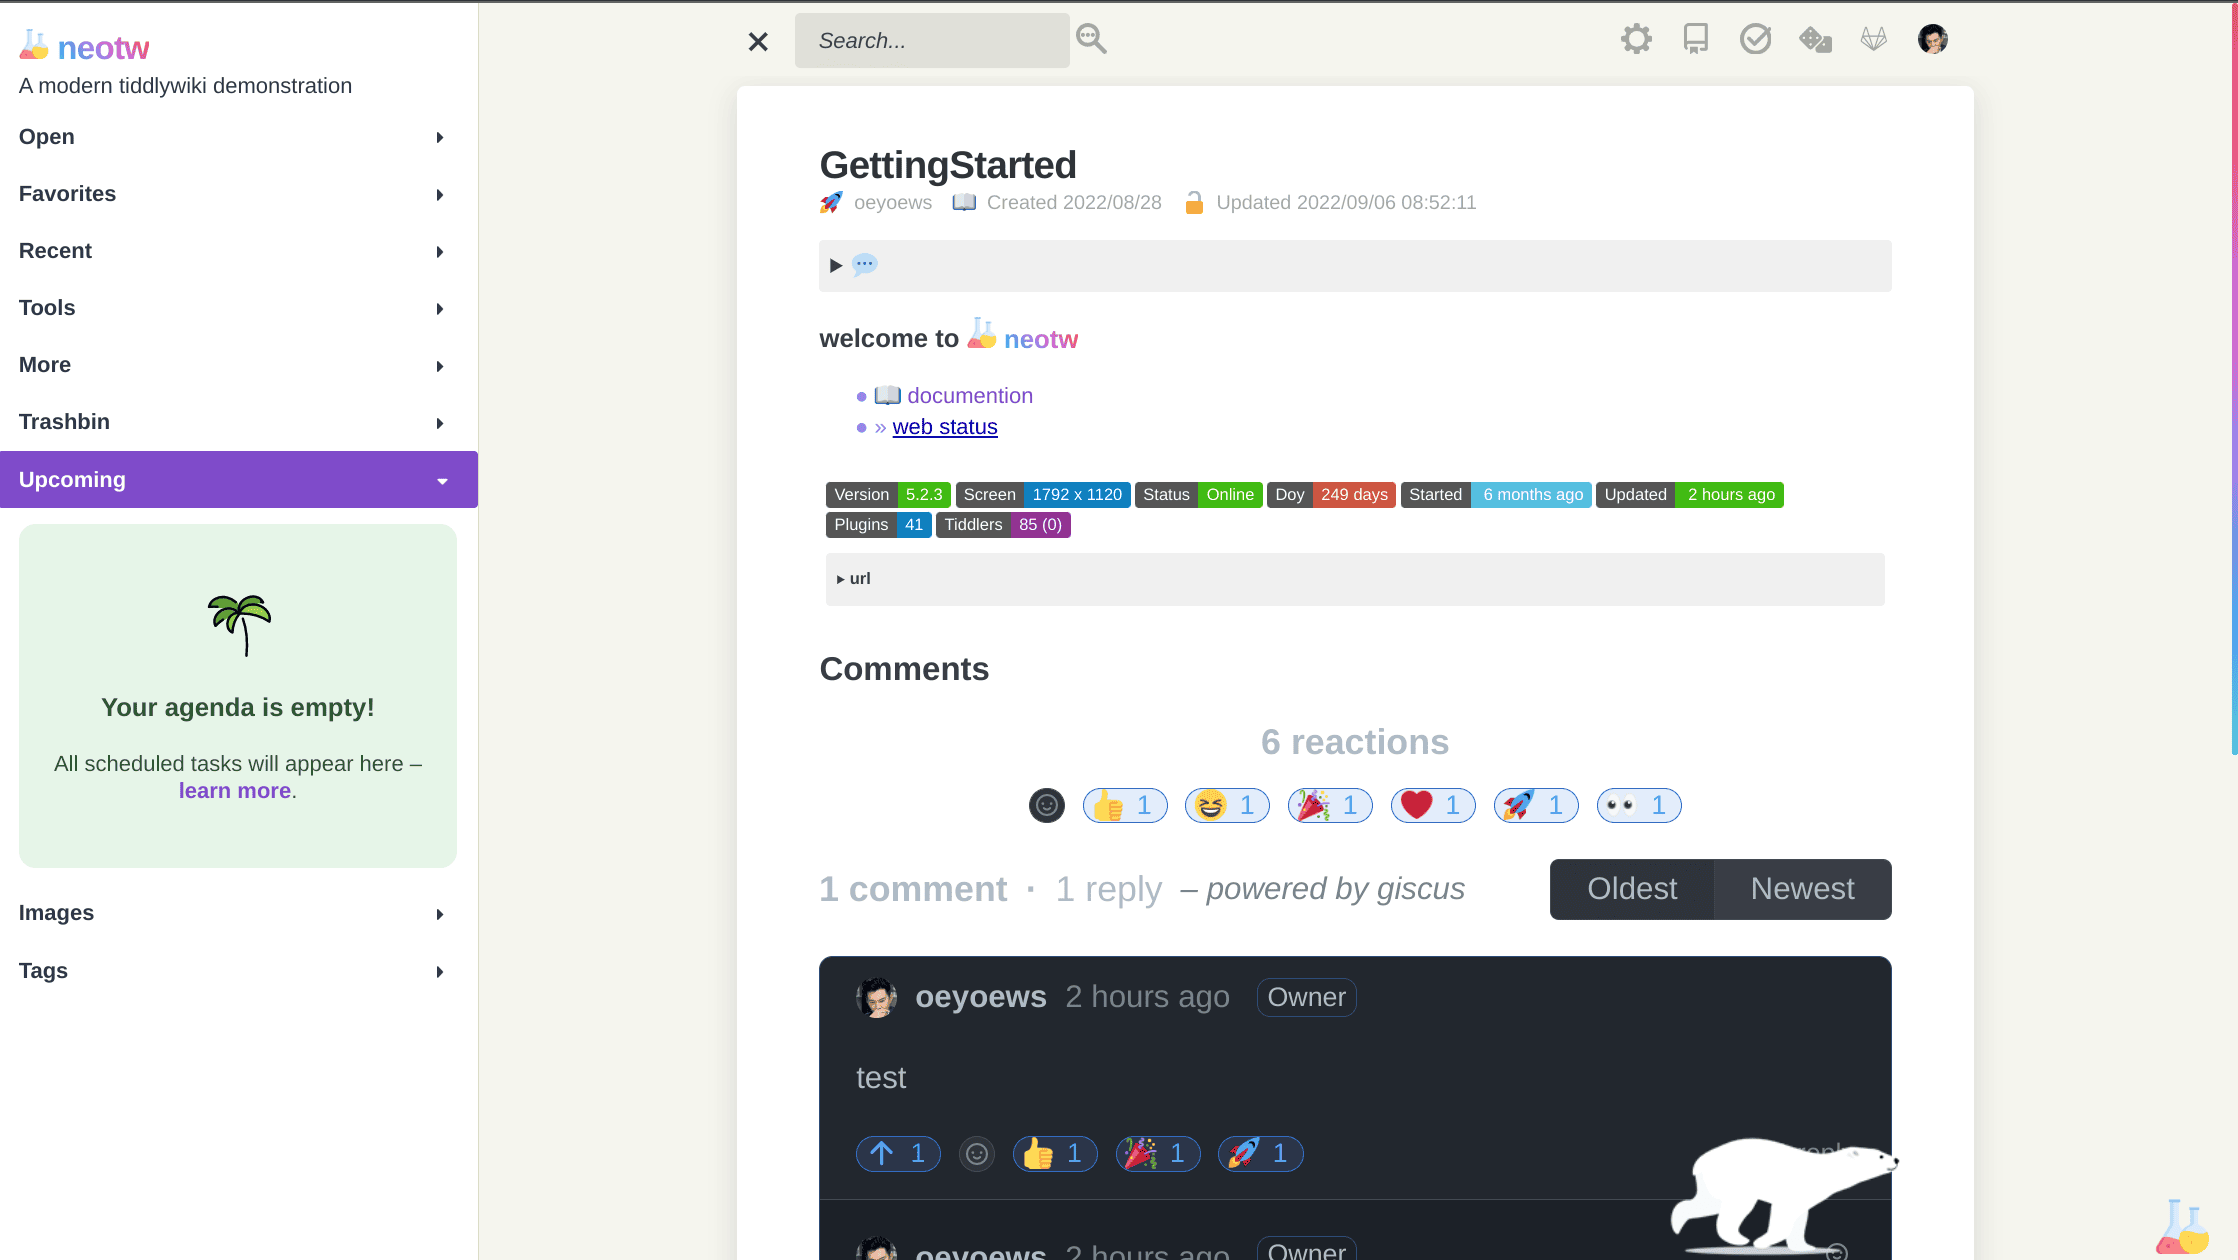 neotw
A modern tiddlywiki demonstration
Open
Favorites
Recent
Tools
More
Trashbin
Upcoming
Your agenda is empty!
All scheduled tasks will appear here –
learn more.
Images
Tags
Search...
GettingStarted
oeyoews Created 2022/08/28 Updated 2022/09/06 08:52:11
welcome to neotw
documention
» web status
Version 5.2.3 Screen 1792 x 1120 Status Online Doy 249 days Started 6 months ago Updated 2 hours ago
Plugins 41 Tiddlers 85 (0)
url
Comments
6 reactions
1 1 1 1 1 1
1 comment · 1 reply – powered by giscus Oldest Newest
oeyoews 2 hours ago Owner
test
1 1 1 1
oeyoews 2 hours ago Owner